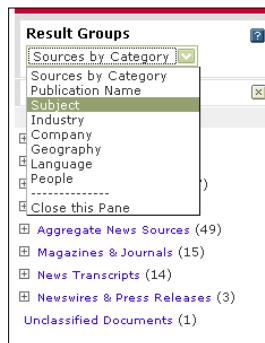 Result Groups
?
Sources by Category
Sources by Category
Publication Name
Subject
Industry
Company
Geography
Language
People
-------------
Close this Pane
)
Aggregate News Sources (49)
Magazines & Journals (15)
News Transcripts (14)
Newswires & Press Releases (3)
Unclassified Documents (1)